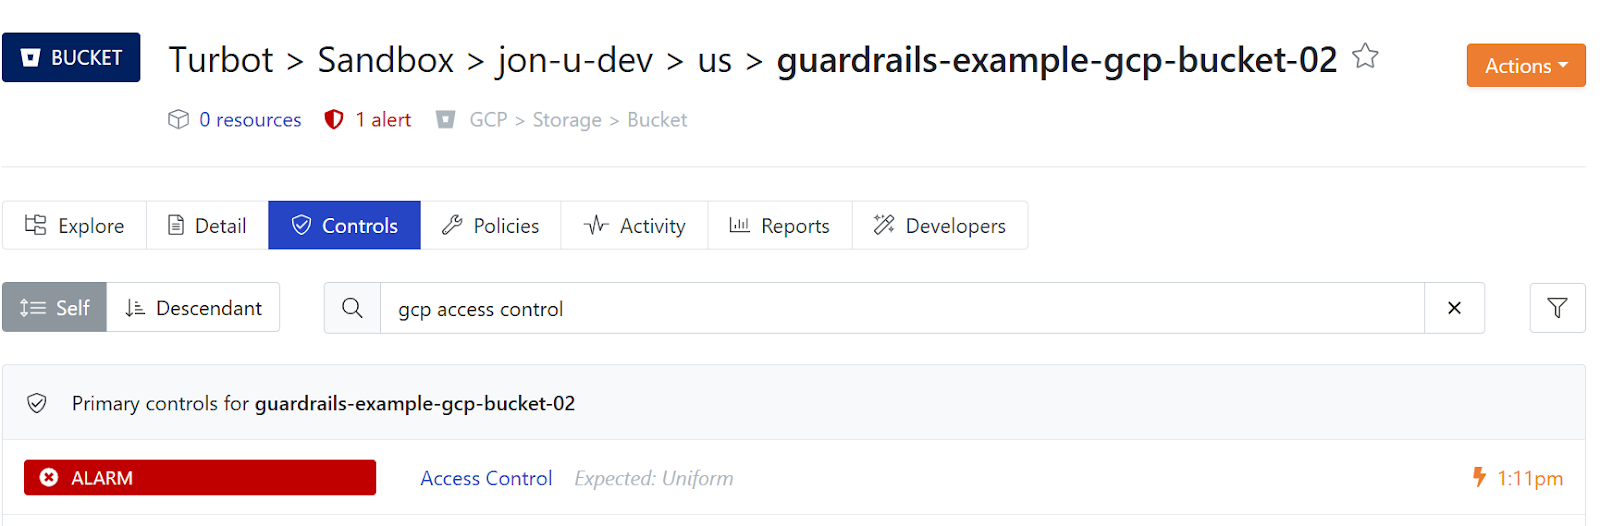 BUCKET Turbot > Sandbox > jon-u-dev > us > guardrails-example-gcp-bucket-02 Actions
0 resources 1 alert GCP > Storage > Bucket
Explore Detail Controls Policies Activity Reports Developers
Self Descendant gcp access control
Primary controls for guardrails-example-gcp-bucket-02
ALARM Access Control Expected: Uniform 1:11pm